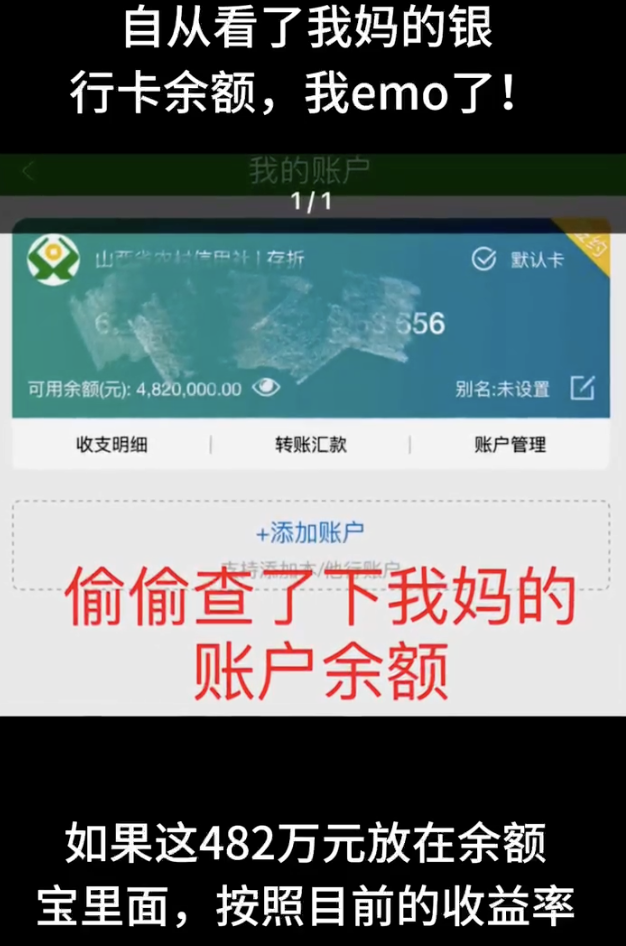 自从看了我妈的银
行卡余额，我emo了！
我的账户
1/1
山西省农村信用社 | 存折
默认卡
656
可用余额(元): 4,820,000.00
别名:未设置
收支明细 | 转账汇款 | 账户管理
+添加账户
支持添加本/他行账户
偷偷查了下我妈的
账户余额
如果这482万元放在余额
宝里面，按照目前的收益率